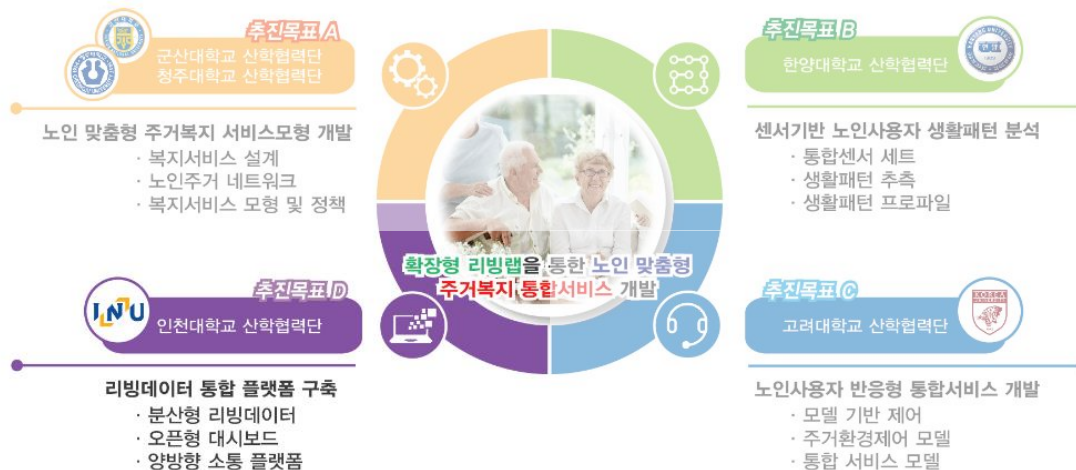 추진목표 A
군산대학교 산학협력단
청주대학교 산학협력단
노인 맞춤형 주거복지 서비스모형 개발
· 복지서비스 설계
· 노인주거 네트워크
· 복지서비스 모형 및 정책
추진목표 B
한양대학교 산학협력단
센서기반 노인사용자 생활패턴 분석
· 통합센서 세트
· 생활패턴 추측
· 생활패턴 프로파일
확장형 리빙랩을 통한 노인 맞춤형
주거복지 통합서비스 개발
추진목표 D
INU
인천대학교 산학협력단
리빙데이터 통합 플랫폼 구축
· 분산형 리빙데이터
· 오픈형 대시보드
· 양방향 소통 플랫폼
추진목표 C
고려대학교 산학협력단
KOREA
노인사용자 반응형 통합서비스 개발
· 모델 기반 제어
· 주거환경제어 모델
· 통합 서비스 모델